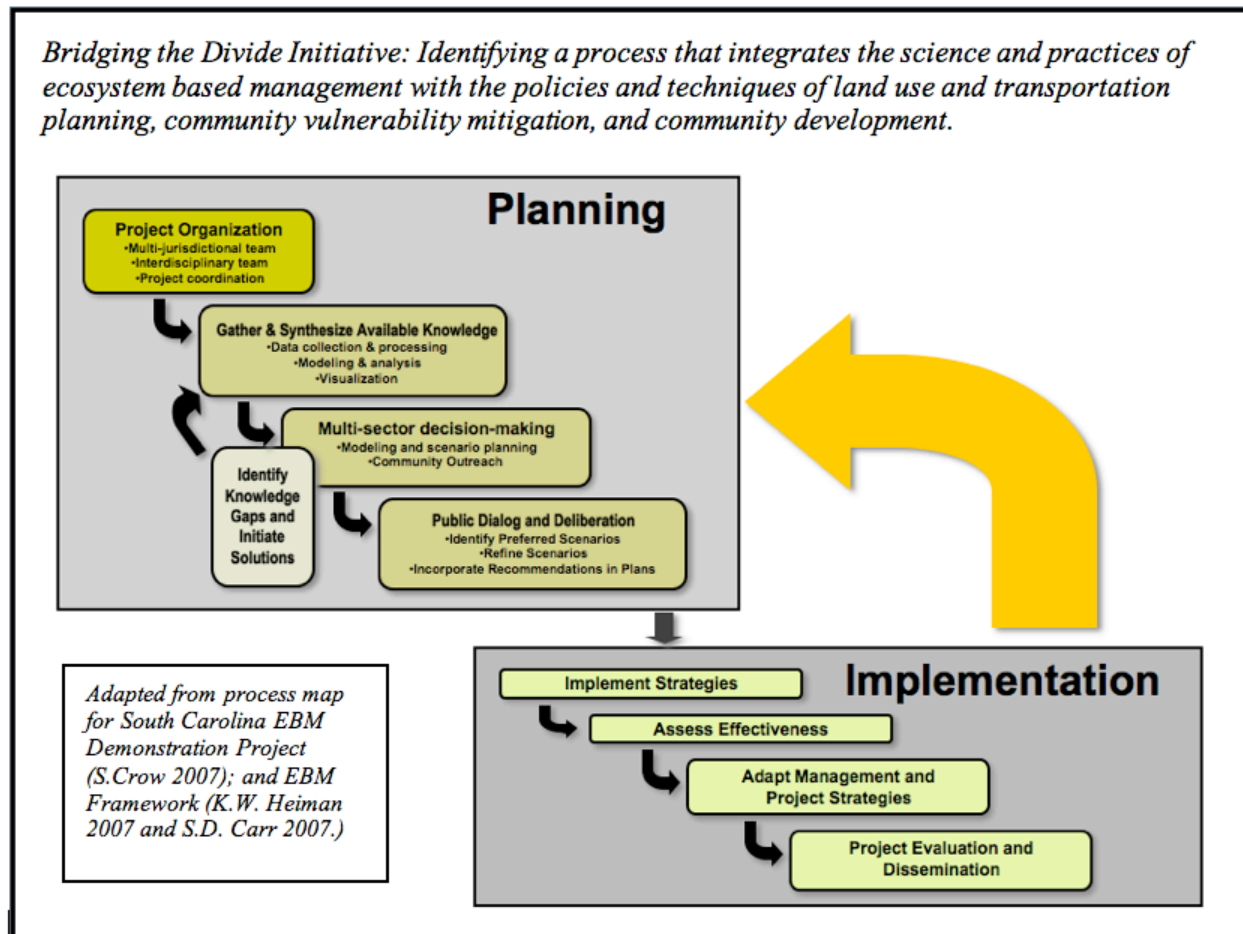 Bridging the Divide Initiative: Identifying a process that integrates the science and practices of
ecosystem based management with the policies and techniques of land use and transportation
planning, community vulnerability mitigation, and community development.
Planning
Project Organization
•Multi-jurisdictional team
•Interdisciplinary team
•Project coordination
Gather & Synthesize Available Knowledge
•Data collection & processing
•Modeling & analysis
•Visualization
Multi-sector decision-making
•Modeling and scenario planning
•Community Outreach
Identify
Knowledge
Gaps and
Initiate
Solutions
Public Dialog and Deliberation
•Identify Preferred Scenarios
•Refine Scenarios
•Incorporate Recommendations in Plans
Implementation
Implement Strategies
Assess Effectiveness
Adapt Management and
Project Strategies
Project Evaluation and
Dissemination
Adapted from process map
for South Carolina EBM
Demonstration Project
(S.Crow 2007); and EBM
Framework (K.W. Heiman
2007 and S.D. Carr 2007.)